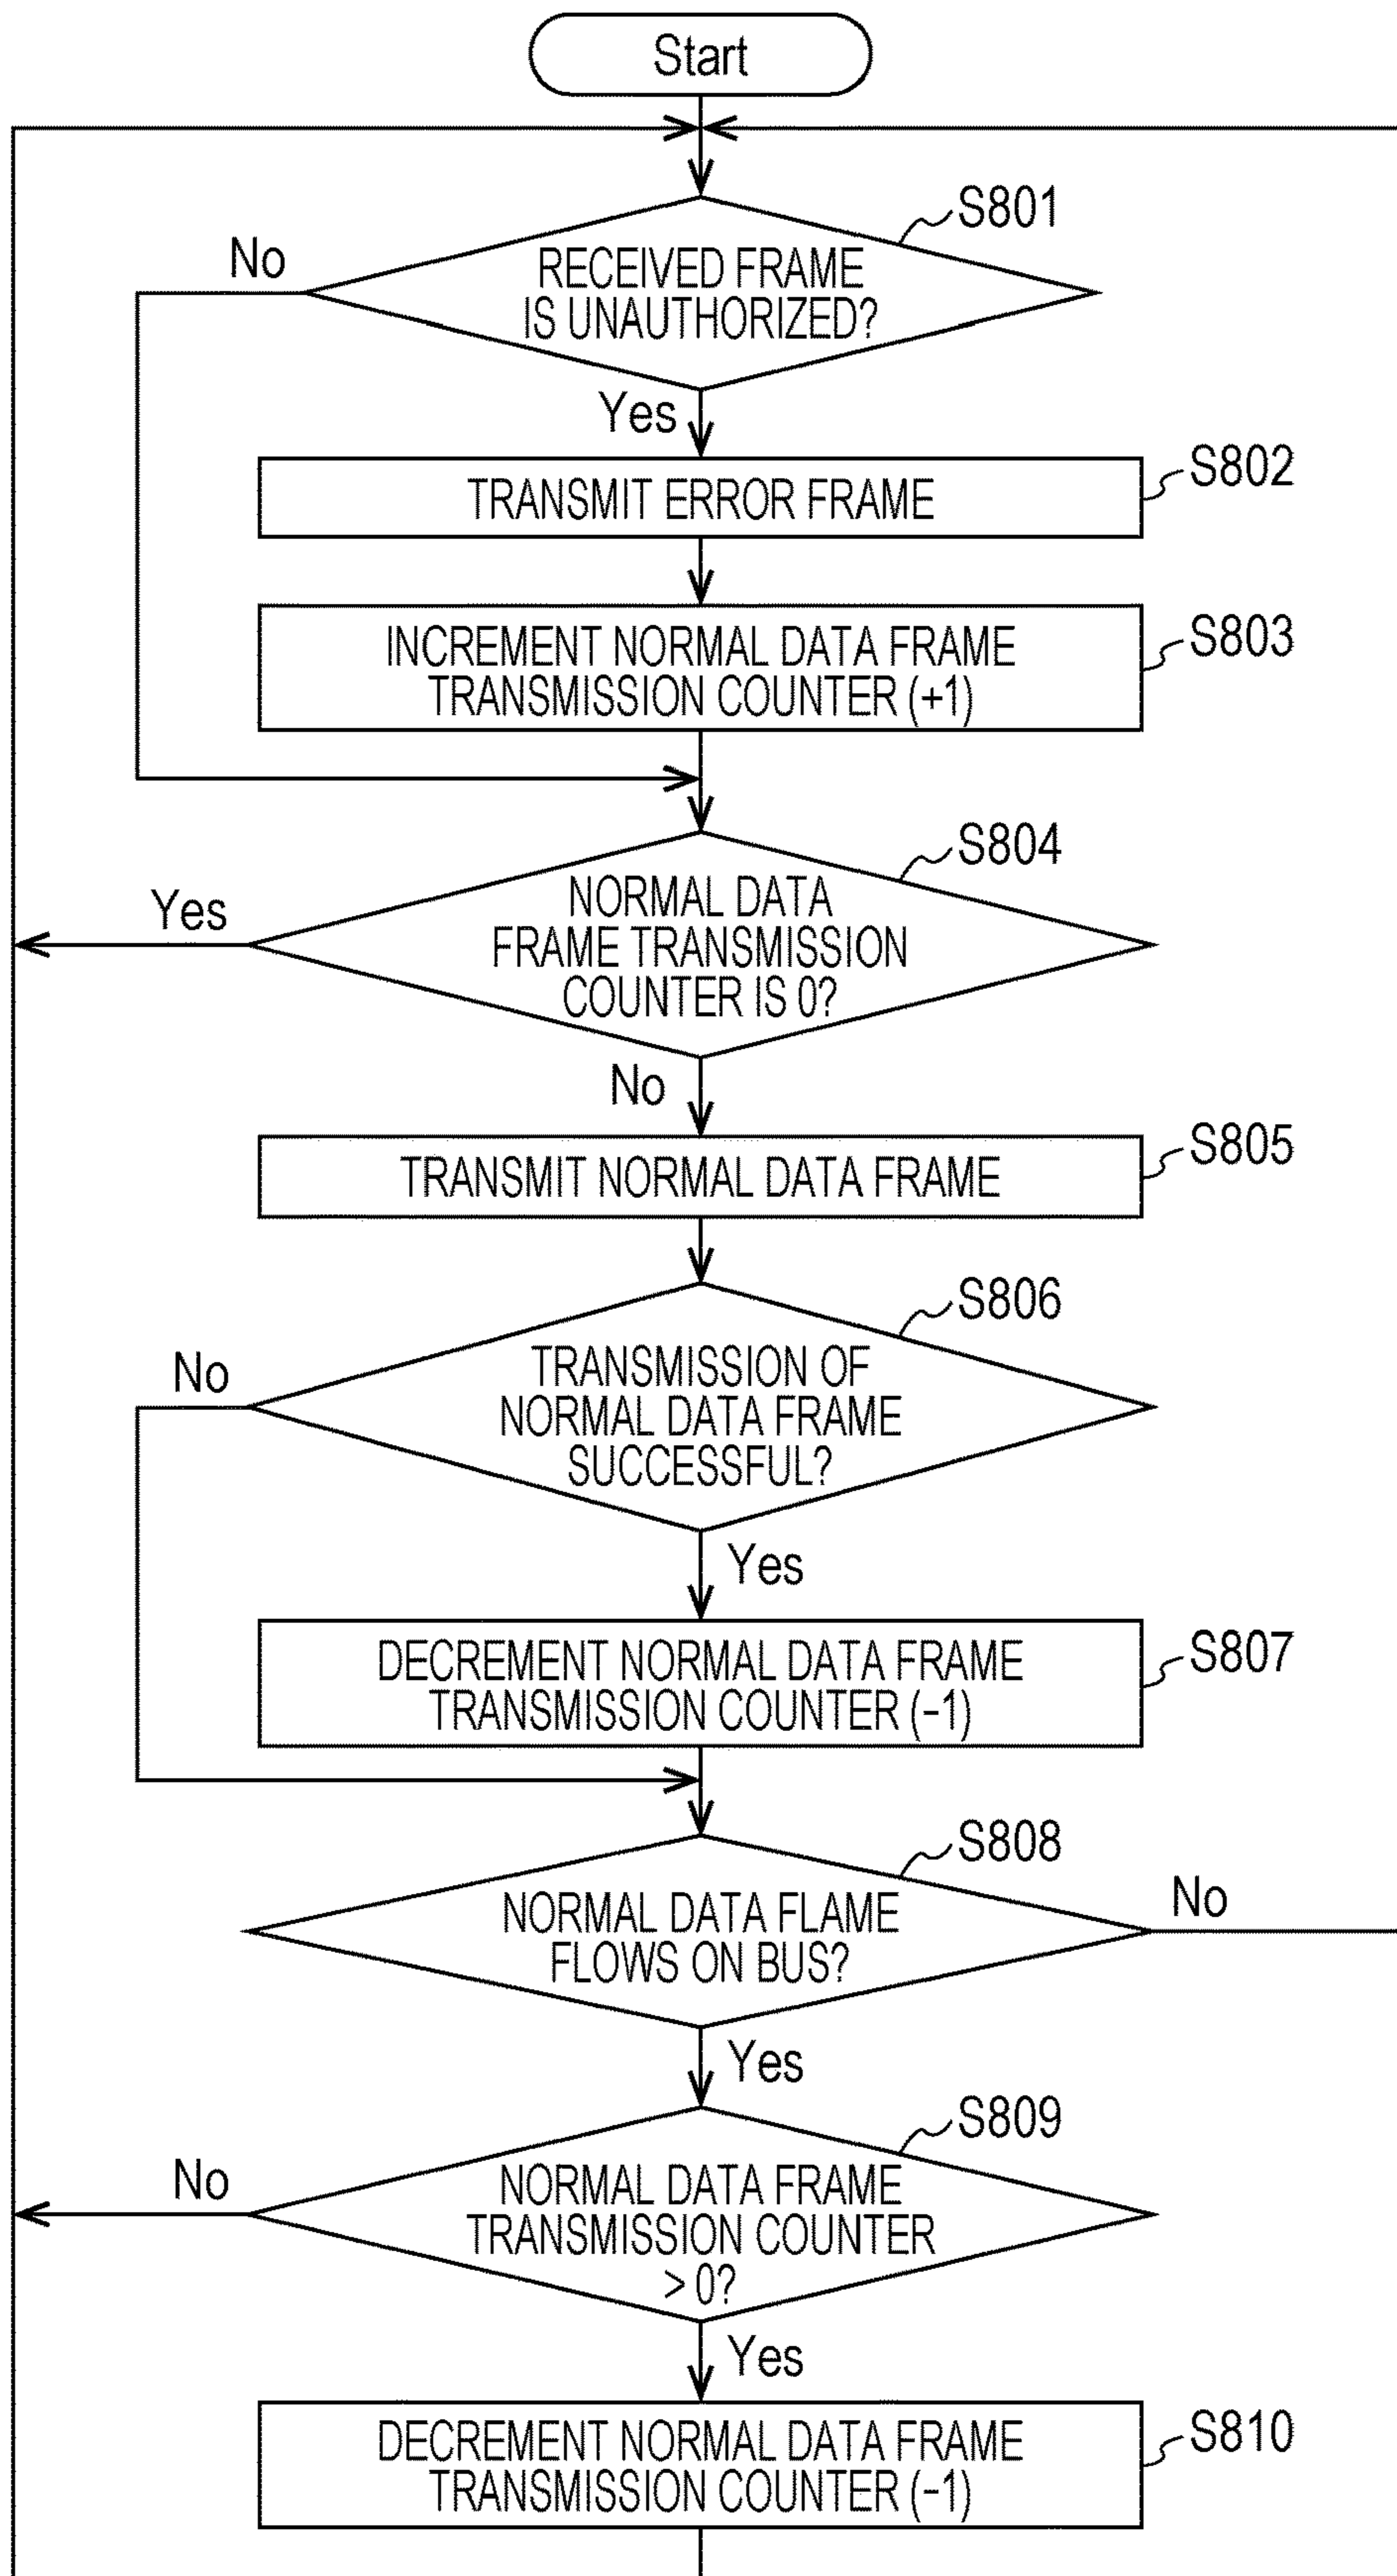 Start
S801
No
RECEIVED FRAME
IS UNAUTHORIZED?
Yes
S802
TRANSMIT ERROR FRAME
S803
INCREMENT NORMAL DATA FRAME
TRANSMISSION COUNTER (+1)
S804
Yes
NORMAL DATA
FRAME TRANSMISSION
COUNTER IS 0?
No
S805
TRANSMIT NORMAL DATA FRAME
S806
No
TRANSMISSION OF
NORMAL DATA FRAME
SUCCESSFUL?
Yes
S807
DECREMENT NORMAL DATA FRAME
TRANSMISSION COUNTER (−1)
S808
No
NORMAL DATA FLAME
FLOWS ON BUS?
Yes
S809
No
NORMAL DATA FRAME
TRANSMISSION COUNTER
> 0?
Yes
S810
DECREMENT NORMAL DATA FRAME
TRANSMISSION COUNTER (−1)